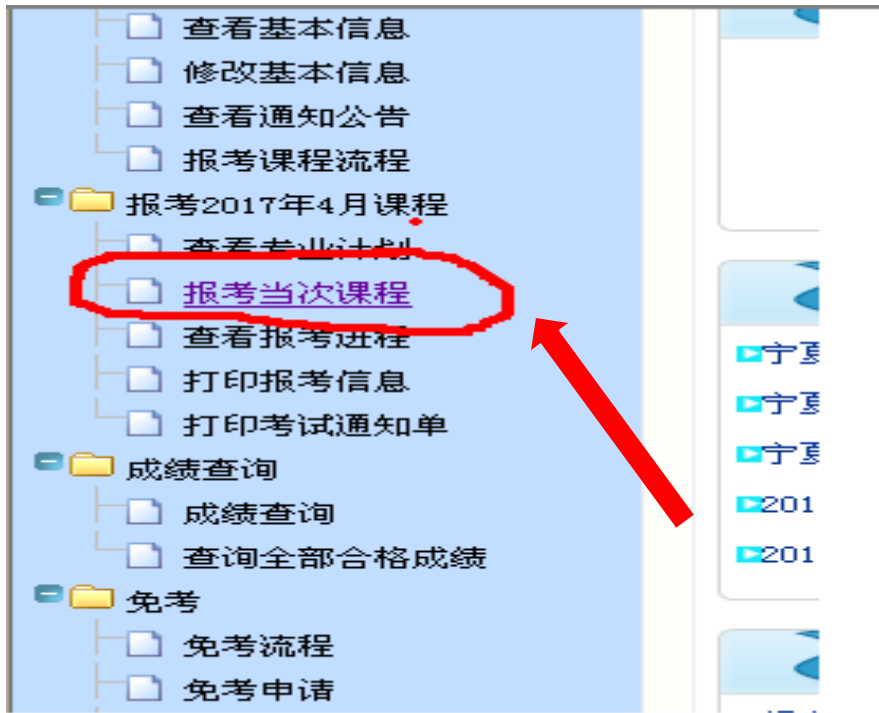 查看基本信息
修改基本信息
查看通知公告
报考课程流程
报考2017年4月课程
查看专业计划
报考当次课程
查看报考进程
打印报考信息
打印考试通知单
成绩查询
成绩查询
查询全部合格成绩
免考
免考流程
免考申请
宁夏
宁夏
宁夏
201
201